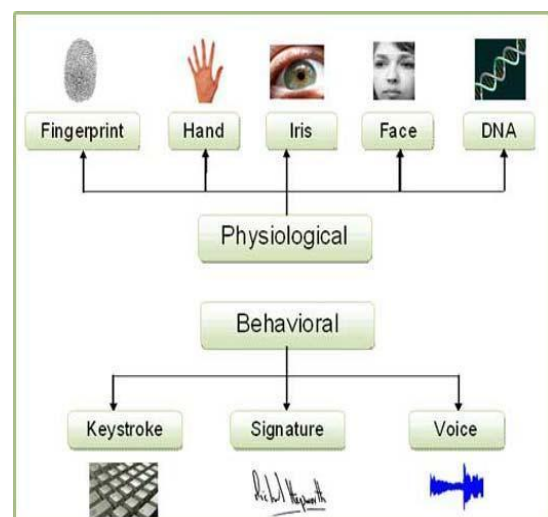 Fingerprint
Hand
Iris
Face
DNA
Physiological
Behavioral
Keystroke
Signature
Voice